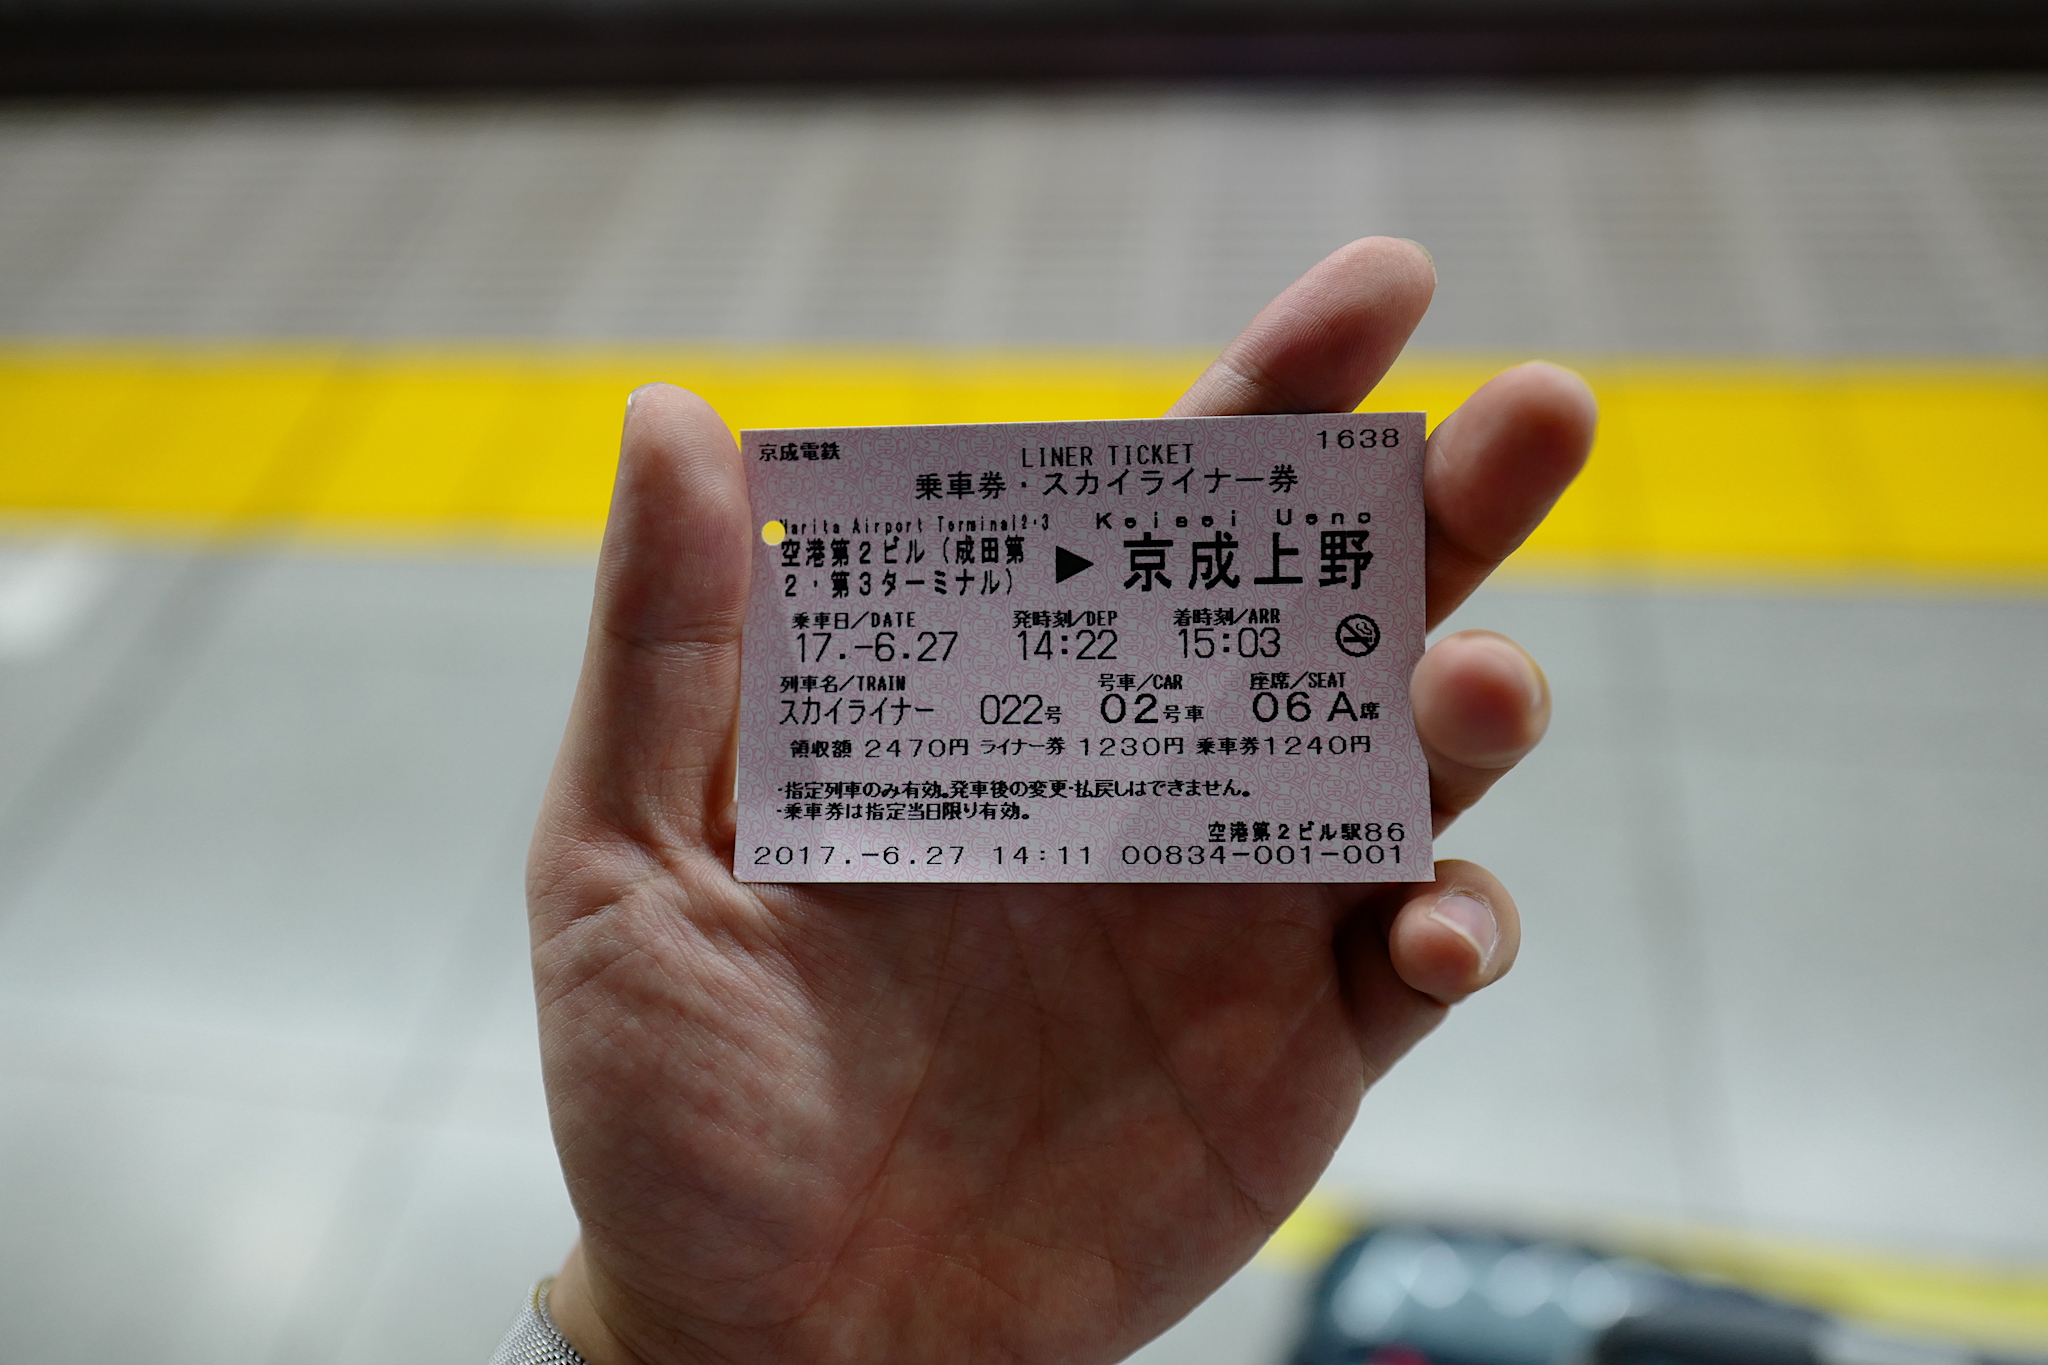 京成電鉄 LINER TICKET 1638
乗車券・スカイライナー券
Narita Airport Terminal2・3 Keisei Ueno
空港第2ビル（成田第
2・第3ターミナル） ▶ 京成上野
乗車日／DATE 発時刻／DEP 着時刻／ARR
17.-6.27 14:22 15:03
列車名／TRAIN 号車／CAR 座席／SEAT
スカイライナー 022号 02号車 06A席
領収額 2470円 ライナー券 1230円 乗車券1240円
・指定列車のみ有効。発車後の変更・払戻しはできません。
・乗車券は指定当日限り有効。
空港第2ビル駅86
2017.-6.27 14:11 00834-001-001